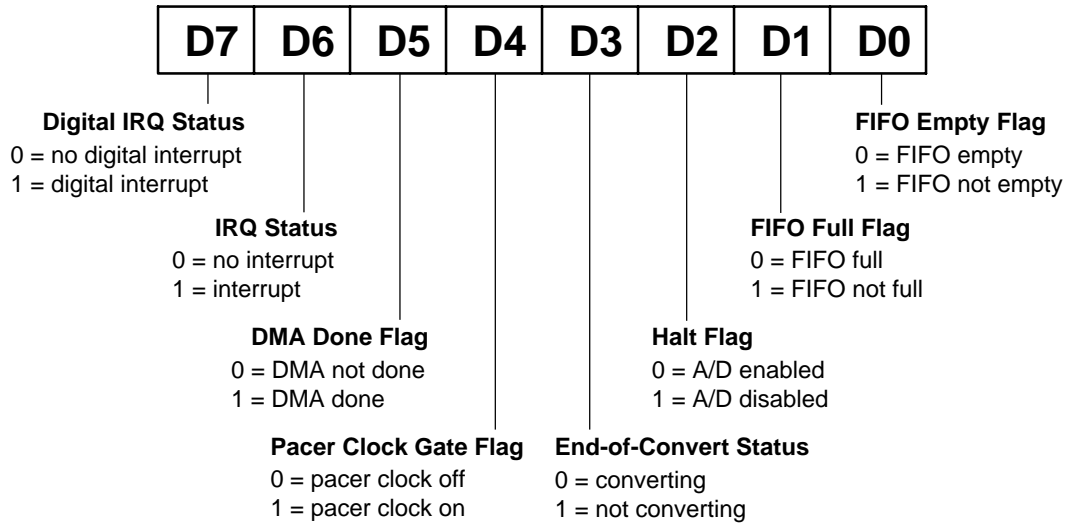 D7 D6 D5 D4 D3 D2 D1 D0
Digital IRQ Status
0 = no digital interrupt
1 = digital interrupt
FIFO Empty Flag
0 = FIFO empty
1 = FIFO not empty
IRQ Status
0 = no interrupt
1 = interrupt
FIFO Full Flag
0 = FIFO full
1 = FIFO not full
DMA Done Flag
0 = DMA not done
1 = DMA done
Halt Flag
0 = A/D enabled
1 = A/D disabled
Pacer Clock Gate Flag
0 = pacer clock off
1 = pacer clock on
End-of-Convert Status
0 = converting
1 = not converting